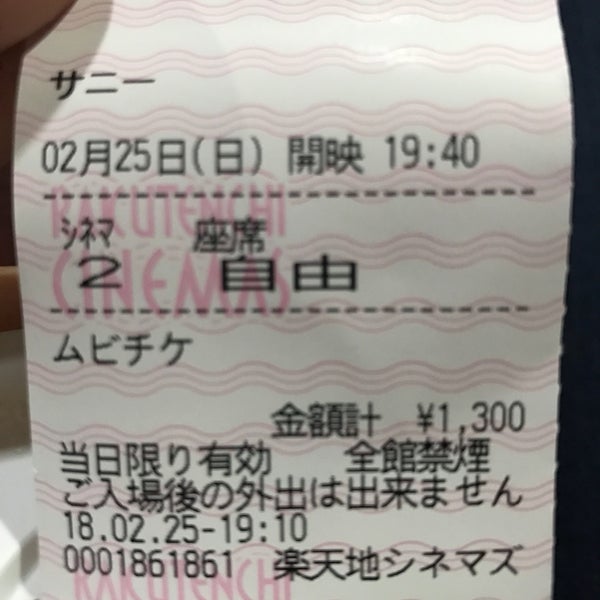 サニー
02月25日(日) 開映 19:40
RAKUTENCHI
ｼﾈﾏ 座席
CINEMAS
2 自由
ムビチケ
金額計 ¥1,300
当日限り有効 全館禁煙
ご入場後の外出は出来ません
18.02.25-19:10
0001861861 楽天地シネマズ
RAKUTENCHI